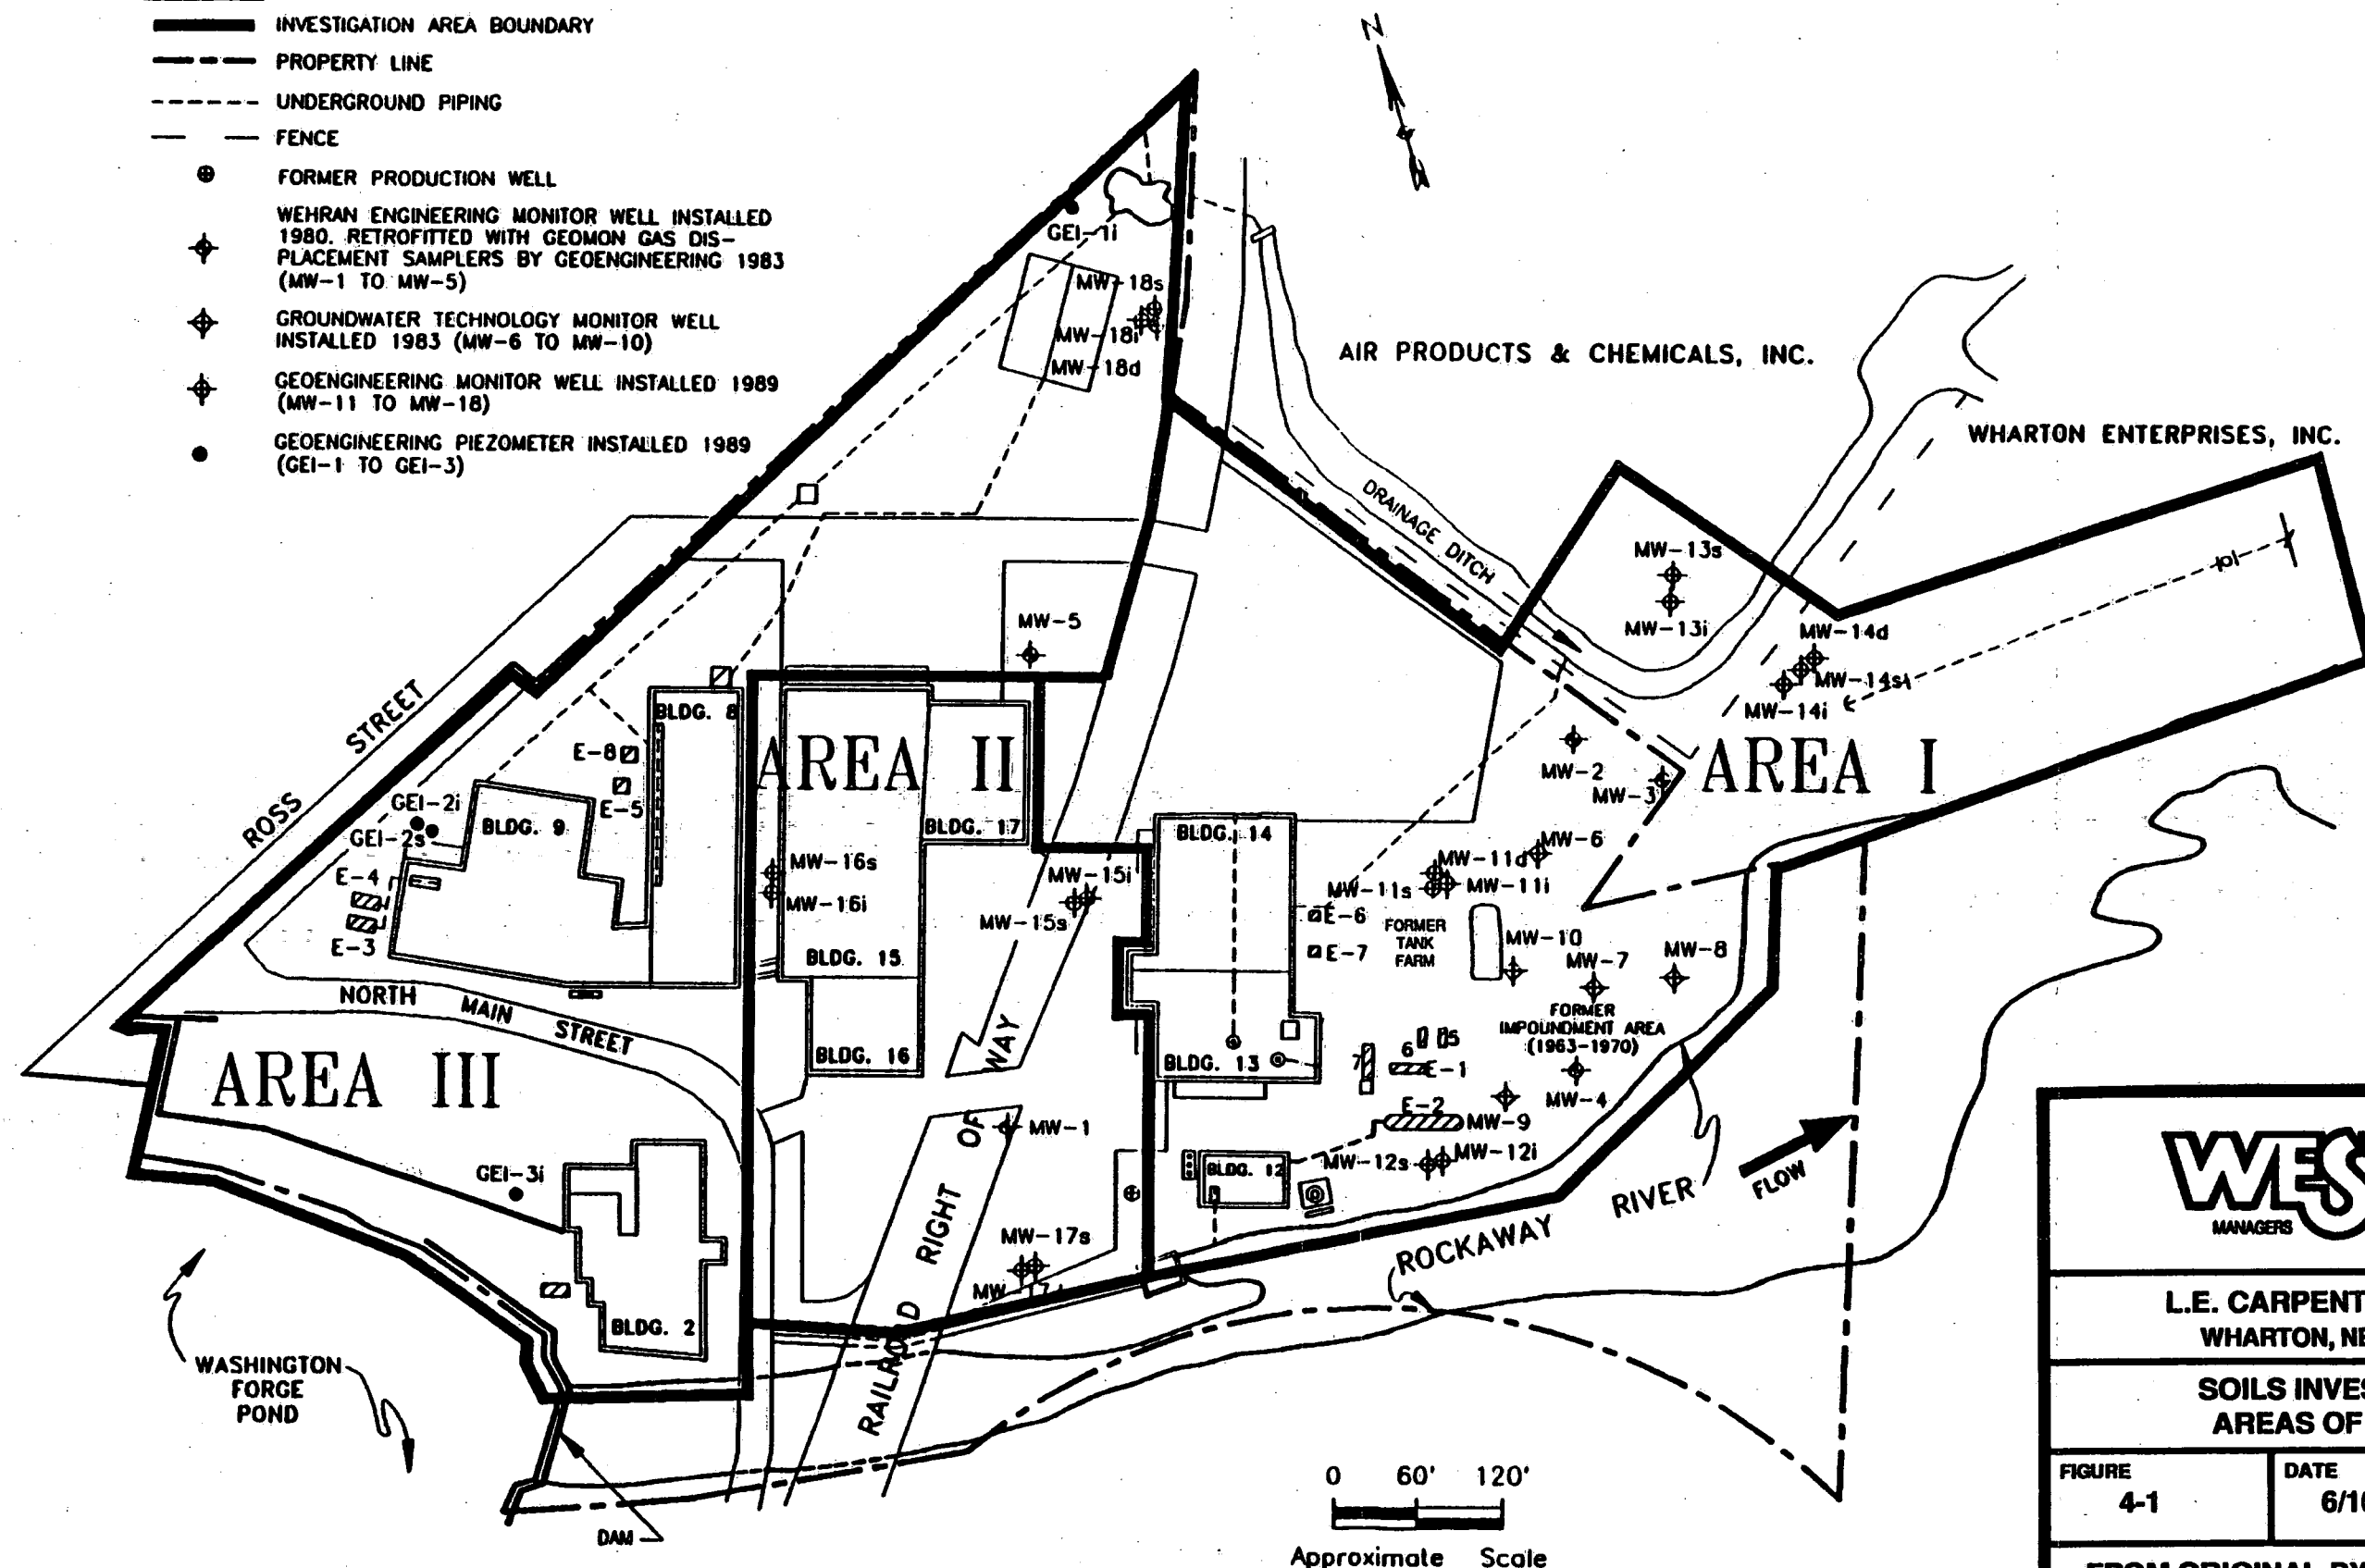 INVESTIGATION AREA BOUNDARY
PROPERTY LINE
UNDERGROUND PIPING
FENCE
FORMER PRODUCTION WELL
WEHRAN ENGINEERING MONITOR WELL INSTALLED
1980. RETROFITTED WITH GEOMON GAS DIS-
PLACEMENT SAMPLERS BY GEOENGINEERING 1983
(MW-1 TO MW-5)
GROUNDWATER TECHNOLOGY MONITOR WELL
INSTALLED 1983 (MW-6 TO MW-10)
GEOENGINEERING MONITOR WELL INSTALLED 1989
(MW-11 TO MW-18)
GEOENGINEERING PIEZOMETER INSTALLED 1989
(GEI-1 TO GEI-3)
N
GEI-1i
MW-18s
MW-18i
MW-18d
AIR PRODUCTS & CHEMICALS, INC.
WHARTON ENTERPRISES, INC.
DRAINAGE DITCH
MW-13s
MW-13i
MW-14d
MW-14s
MW-14i
MW-5
ROSS STREET
BLDG. 8
AREA II
AREA I
E-8
E-5
MW-2
MW-3
GEI-2i
GEI-2s
BLDG. 9
BLDG. 17
BLDG. 14
MW-6
MW-11d
MW-11i
MW-11s
MW-16s
MW-16i
MW-15i
MW-15s
E-4
E-3
E-6
E-7
FORMER
TANK
FARM
MW-10
MW-7
MW-8
BLDG. 15
NORTH MAIN STREET
FORMER
IMPOUNDMENT AREA
(1963-1970)
BLDG. 16
BLDG. 13
7
6
5
E-1
AREA III
MW-4
E-2
MW-9
MW-1
MW-12s
MW-12i
BLDG. 12
GEI-3i
RAILROAD RIGHT OF WAY
MW-17s
ROCKAWAY RIVER
FLOW
BLDG. 2
WASHINGTON
FORGE
POND
DAM
0 60' 120'
Approximate Scale
WES
MANAGERS
L.E. CARPENT
WHARTON, NE
SOILS INVES
AREAS OF
FIGURE
4-1
DATE
6/1
FROM ORIGINAL BY